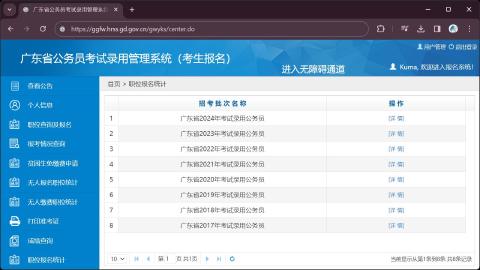 广东省公务员考试录用管理系统
https://ggfw.hrss.gd.gov.cn/gwyks/center.do
用户管理 退出登录
广东省公务员考试录用管理系统（考生报名）
进入无障碍通道
Kuma, 欢迎进入报名系统!
查看公告
个人信息
职位查询及报名
报考情况查询
贫困生免缴费申请
无人报名职位统计
无人缴费职位统计
打印准考证
成绩查询
职位报名统计
首页 > 职位报名统计
招考批次名称 操作
1 广东省2024年考试录用公务员 [详 情]
2 广东省2023年考试录用公务员 [详 情]
3 广东省2022年考试录用公务员 [详 情]
4 广东省2021年考试录用公务员 [详 情]
5 广东省2020年考试录用公务员 [详 情]
6 广东省2019年考试录用公务员 [详 情]
7 广东省2018年考试录用公务员 [详 情]
8 广东省2017年考试录用公务员 [详 情]
10 第 1 页 共1页 当前显示从第1条到8条 共8条记录